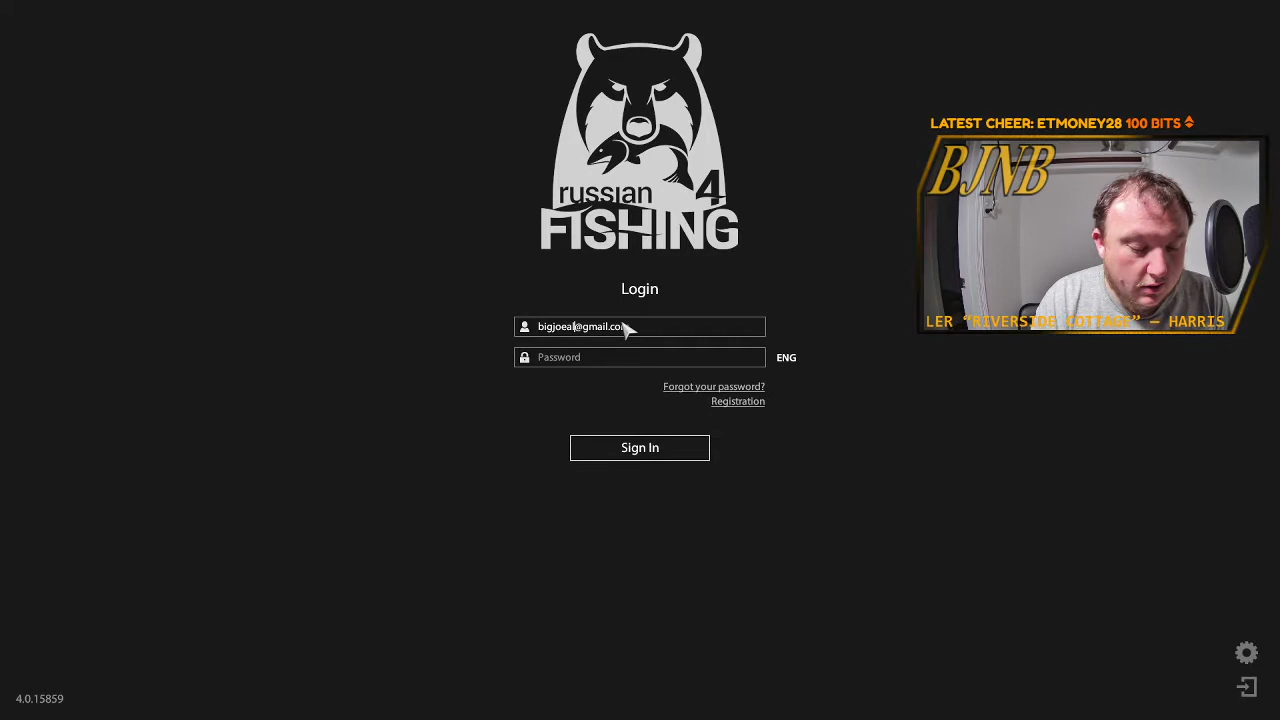 russian 4
FISHING
Login
bigjoeal@gmail.co
Password
ENG
Forgot your password?
Registration
Sign In
LATEST CHEER: ETMONEY28 100 BITS
BJNB
LER “RIVERSIDE COTTAGE” – HARRIS
4.0.15859